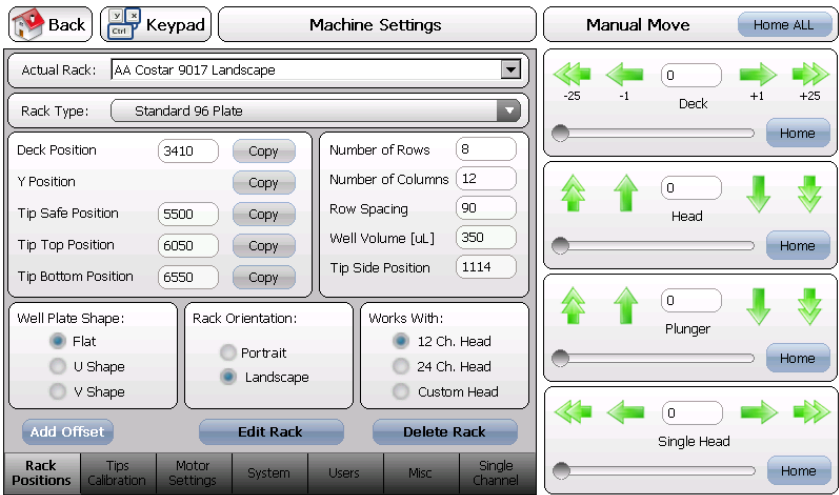 Back
y x
Ctrl
Keypad
Machine Settings
Manual Move
Home ALL
Actual Rack: AA Costar 9017 Landscape
Rack Type: Standard 96 Plate
Deck Position 3410 Copy
Y Position Copy
Tip Safe Position 5500 Copy
Tip Top Position 6050 Copy
Tip Bottom Position 6550 Copy
Number of Rows 8
Number of Columns 12
Row Spacing 90
Well Volume [uL] 350
Tip Side Position 1114
Well Plate Shape:
Flat
U Shape
V Shape
Rack Orientation:
Portrait
Landscape
Works With:
12 Ch. Head
24 Ch. Head
Custom Head
Add Offset
Edit Rack
Delete Rack
Rack Positions
Tips Calibration
Motor Settings
System
Users
Misc
Single Channel
0
-25 -1 Deck +1 +25
Home
0
Head
Home
0
Plunger
Home
0
Single Head
Home